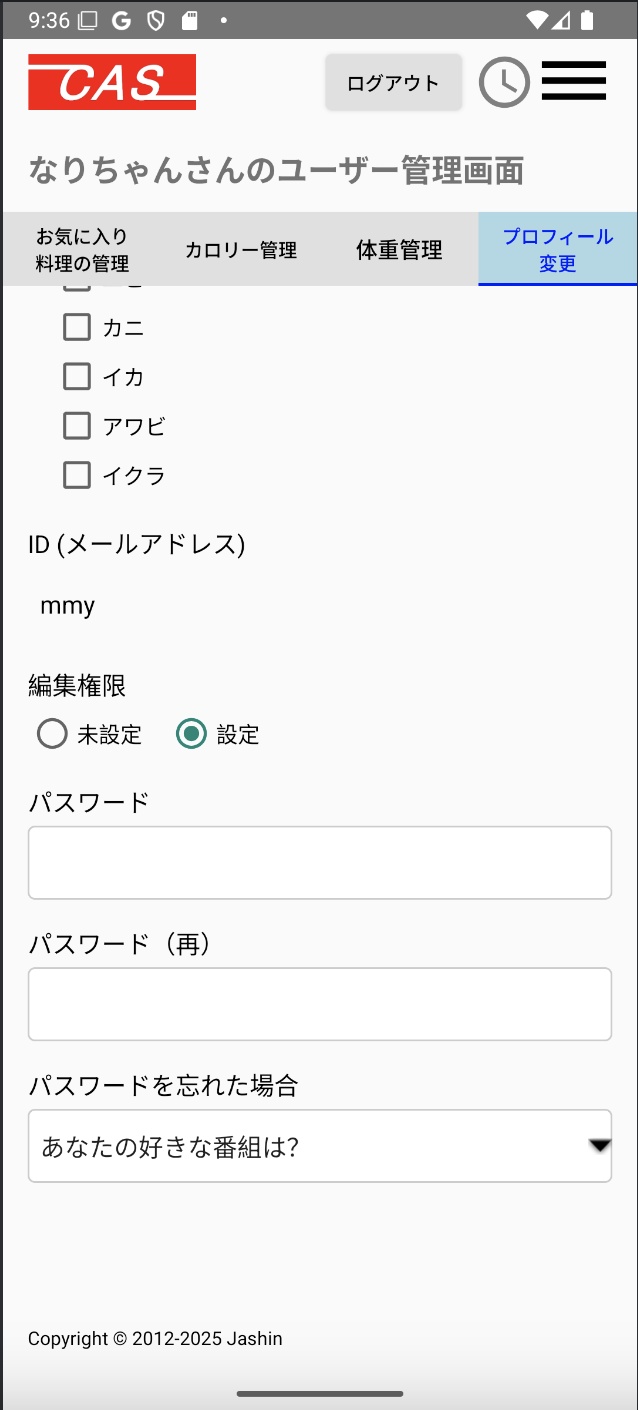 9:36
CAS
ログアウト
なりちゃんさんのユーザー管理画面
お気に入り
料理の管理
カロリー管理
体重管理
プロフィール
変更
カニ
イカ
アワビ
イクラ
ID (メールアドレス)
mmy
編集権限
未設定
設定
パスワード
パスワード（再）
パスワードを忘れた場合
あなたの好きな番組は?
Copyright © 2012-2025 Jashin